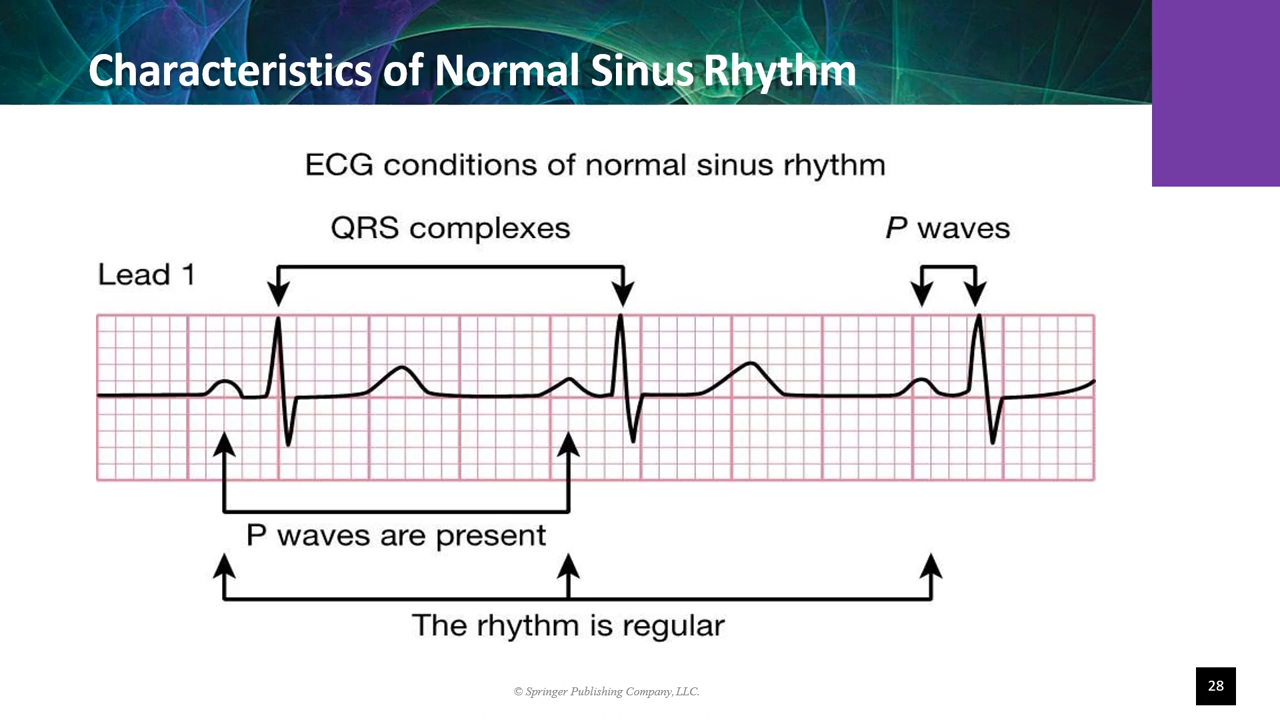 Characteristics of Normal Sinus Rhythm
ECG conditions of normal sinus rhythm
QRS complexes
P waves
Lead 1
P waves are present
The rhythm is regular
© Springer Publishing Company, LLC.
28